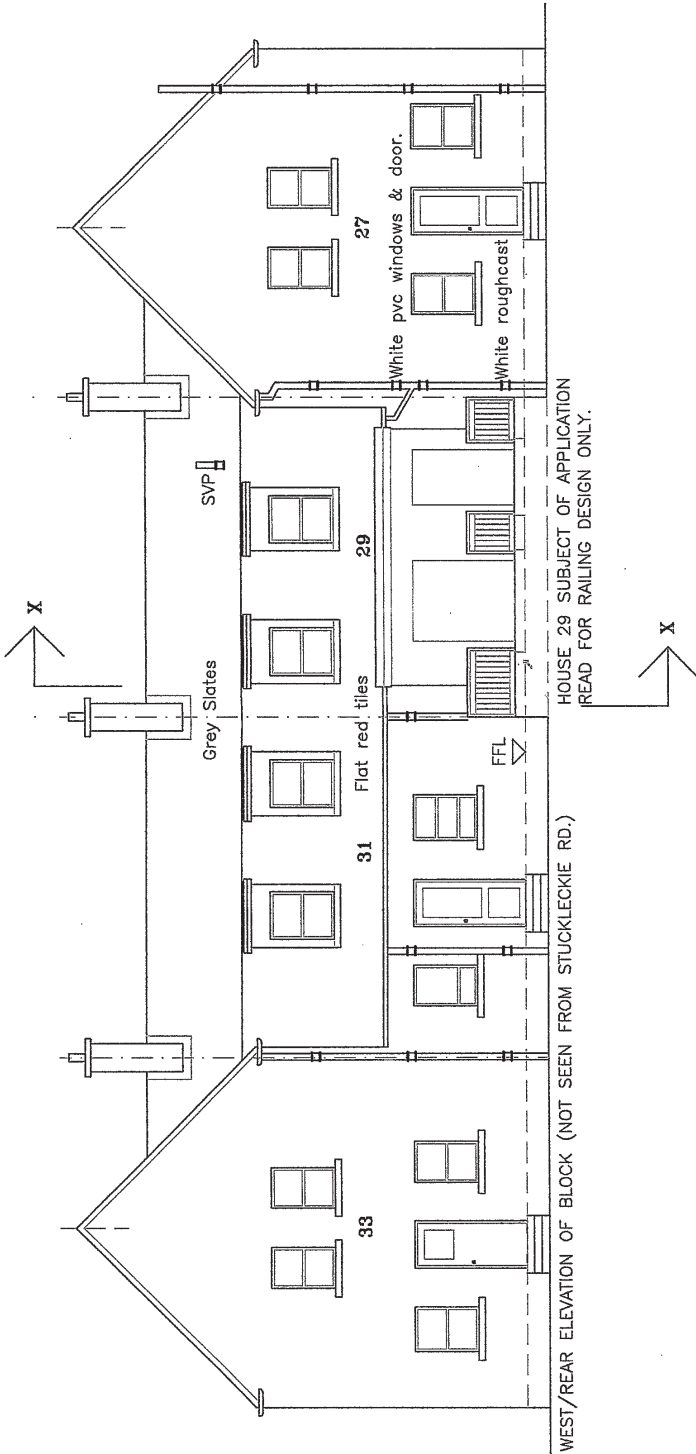 X
SVP
Grey Slates
Flat red tiles
White pvc windows & door.
White roughcast
33
31
29
27
FFL
WEST/REAR ELEVATION OF BLOCK (NOT SEEN FROM STUCKLECKIE RD.)
HOUSE 29 SUBJECT OF APPLICATION
READ FOR RAILING DESIGN ONLY.
X